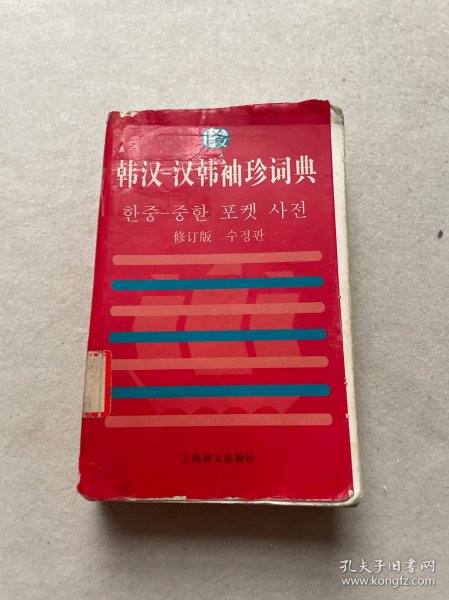 韩汉-汉韩袖珍词典
한중-중한 포켓 사전
修订版 수정판
上海译文出版社
孔夫子旧书网
www.kongfz.com